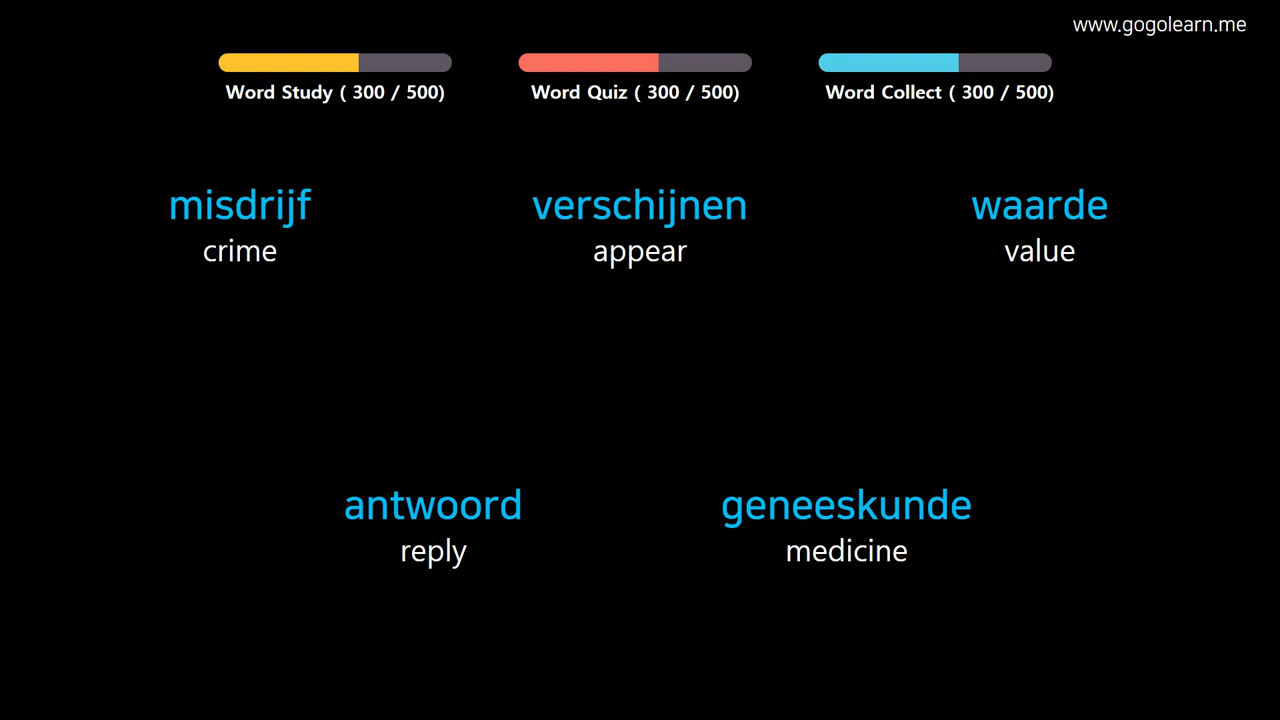 www.gogolearn.me
Word Study ( 300 / 500)
Word Quiz ( 300 / 500)
Word Collect ( 300 / 500)
misdrijf
crime
verschijnen
appear
waarde
value
antwoord
reply
geneeskunde
medicine